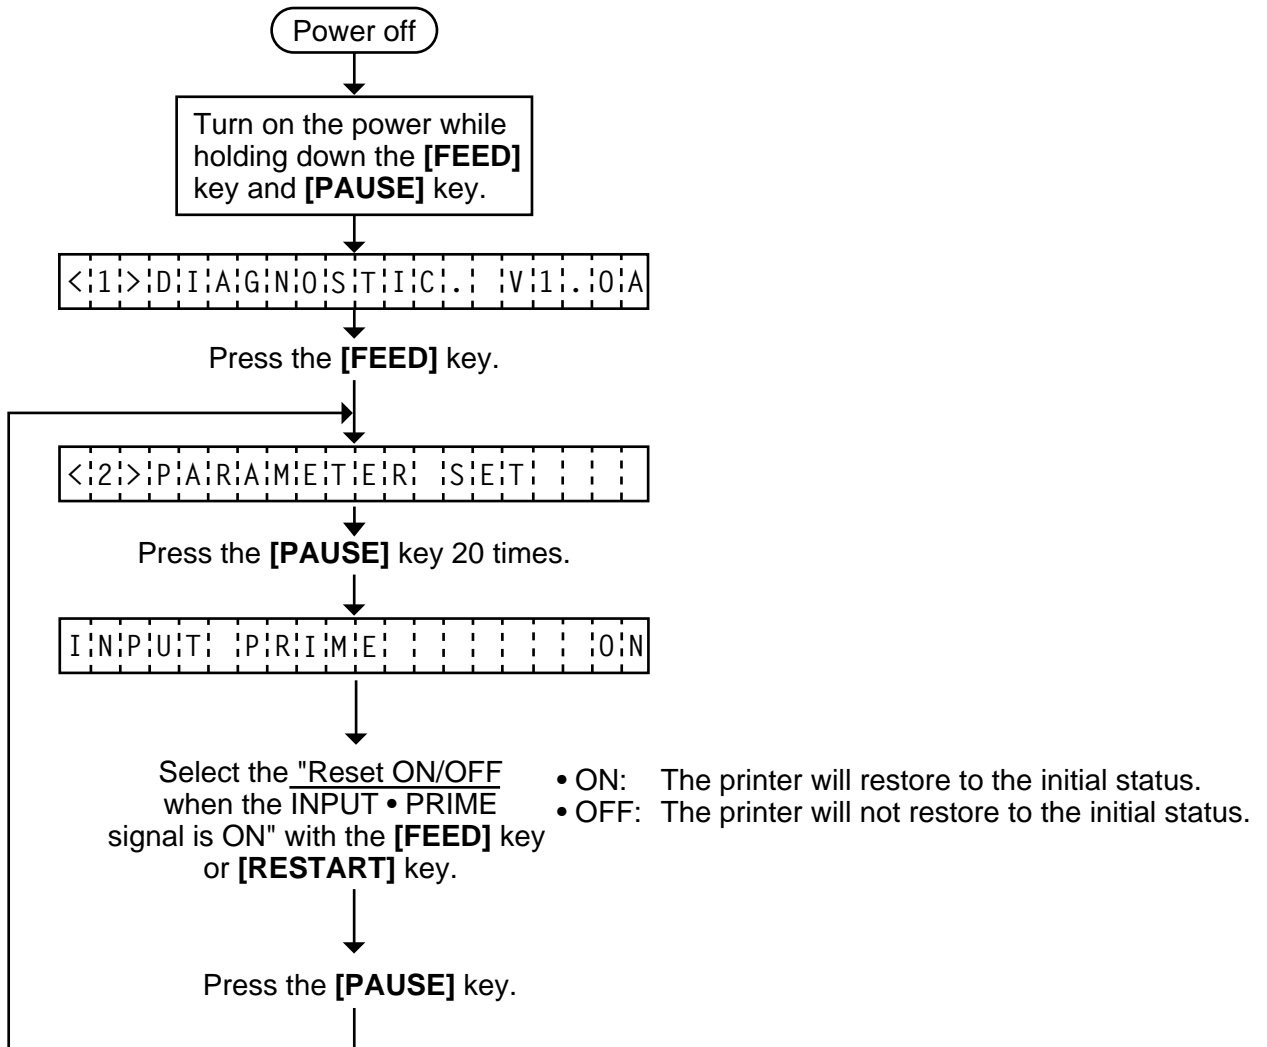 Power off
Turn on the power while
holding down the [FEED]
key and [PAUSE] key.
<1>DIAGNOSTIC. V1.0A
Press the [FEED] key.
<2>PARAMETER SET
Press the [PAUSE] key 20 times.
INPUT PRIME ON
Select the "Reset ON/OFF
when the INPUT • PRIME
signal is ON" with the [FEED] key
or [RESTART] key.
• ON: The printer will restore to the initial status.
• OFF: The printer will not restore to the initial status.
Press the [PAUSE] key.